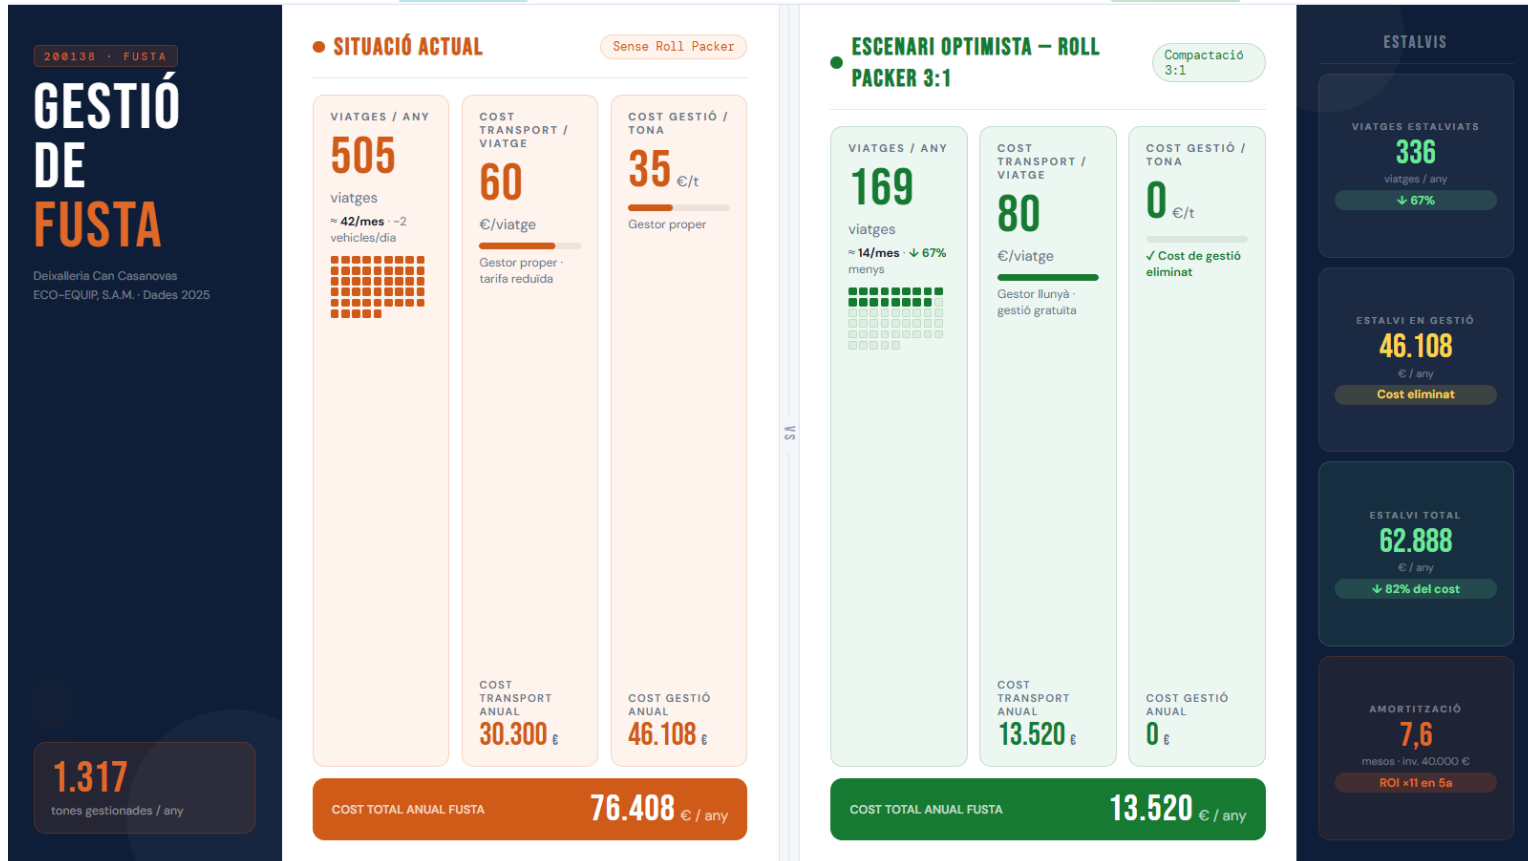 200138 · FUSTA
GESTIÓ
DE
FUSTA
Deixalleria Can Casanovas
ECO-EQUIP, S.A.M. · Dades 2025
1.317
tones gestionades / any
SITUACIÓ ACTUAL
Sense Roll Packer
VIATGES / ANY
505
viatges
≈ 42/mes · ~2
vehicles/dia
COST
TRANSPORT /
VIATGE
60
€/viatge
Gestor proper ·
tarifa reduïda
COST
TRANSPORT
ANUAL
30.300 €
COST GESTIÓ /
TONA
35 €/t
Gestor proper
COST GESTIÓ
ANUAL
46.108 €
COST TOTAL ANUAL FUSTA
76.408 € / any
VS
ESCENARI OPTIMISTA – ROLL
PACKER 3:1
Compactació
3:1
VIATGES / ANY
169
viatges
≈ 14/mes · ↓ 67%
menys
COST
TRANSPORT /
VIATGE
80
€/viatge
Gestor llunyà ·
gestió gratuïta
COST
TRANSPORT
ANUAL
13.520 €
COST GESTIÓ /
TONA
0 €/t
✓ Cost de gestió
eliminat
COST GESTIÓ
ANUAL
0 €
COST TOTAL ANUAL FUSTA
13.520 € / any
ESTALVIS
VIATGES ESTALVIATS
336
viatges / any
↓ 67%
ESTALVI EN GESTIÓ
46.108
€ / any
Cost eliminat
ESTALVI TOTAL
62.888
€ / any
↓ 82% del cost
AMORTITZACIÓ
7,6
mesos · inv. 40.000 €
ROI ×11 en 5a